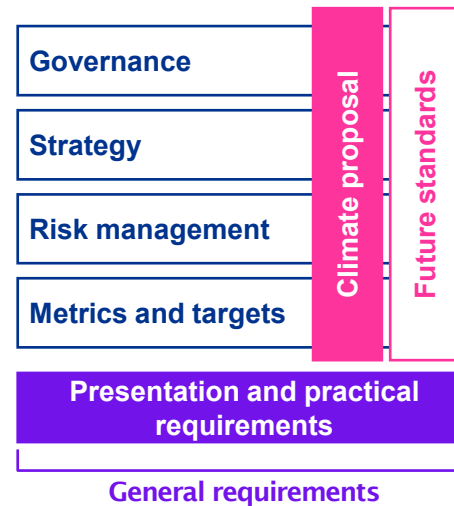 Governance
Strategy
Risk management
Metrics and targets
Climate proposal
Future standards
Presentation and practical
requirements
General requirements